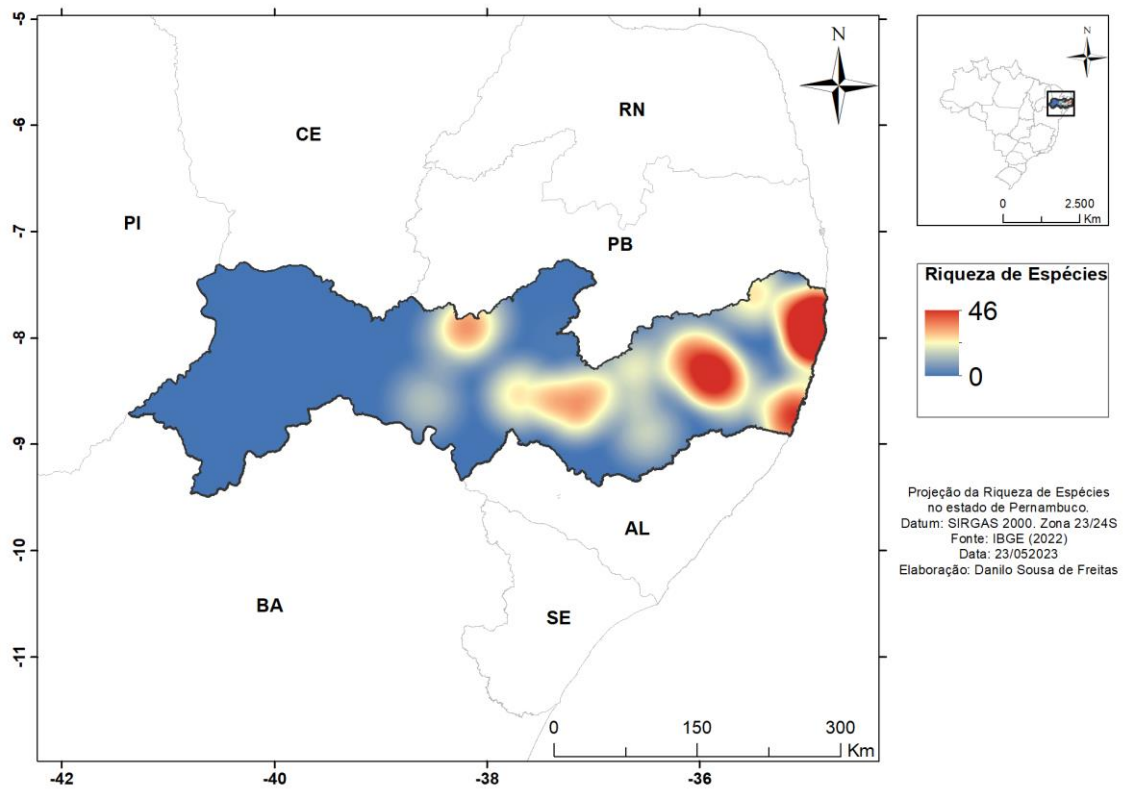 -5
-6
-7
-8
-9
-10
-11
-42
-40
-38
-36
N
CE
RN
PI
PB
AL
BA
SE
0 150 300
Km
N
0 2.500
Km
Riqueza de Espécies
46
0
Projeção da Riqueza de Espécies
no estado de Pernambuco.
Datum: SIRGAS 2000. Zona 23/24S
Fonte: IBGE (2022)
Data: 23/052023
Elaboração: Danilo Sousa de Freitas